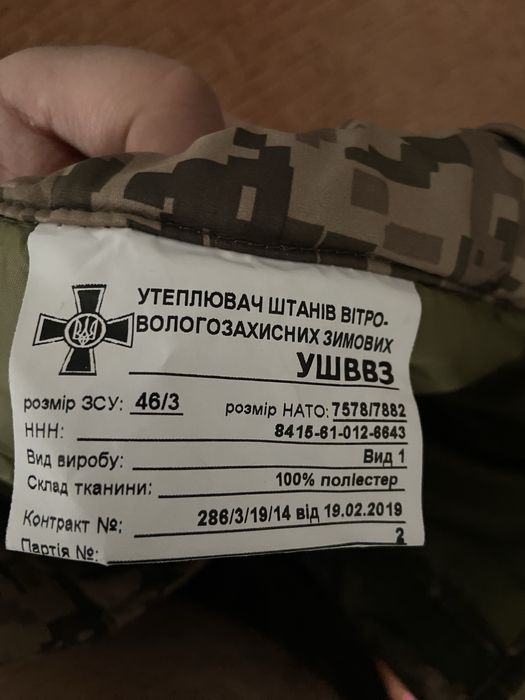 УТЕПЛЮВАЧ ШТАНІВ ВІТРО-
ВОЛОГОЗАХИСНИХ ЗИМОВИХ
УШВВЗ
розмір ЗСУ: 46/3 розмір НАТО: 7578/7882
ННН: 8415-61-012-6643
Вид виробу: Вид 1
Склад тканини: 100% поліестер
Контракт №: 286/3/19/14 від 19.02.2019
Партія №: 2